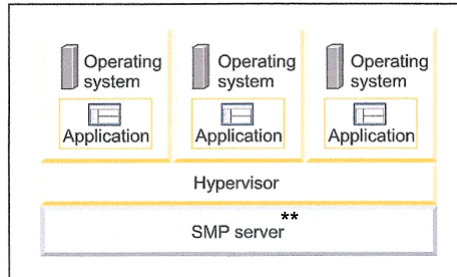 Operating
system
Application
Operating
system
Application
Operating
system
Application
Hypervisor
SMP server**